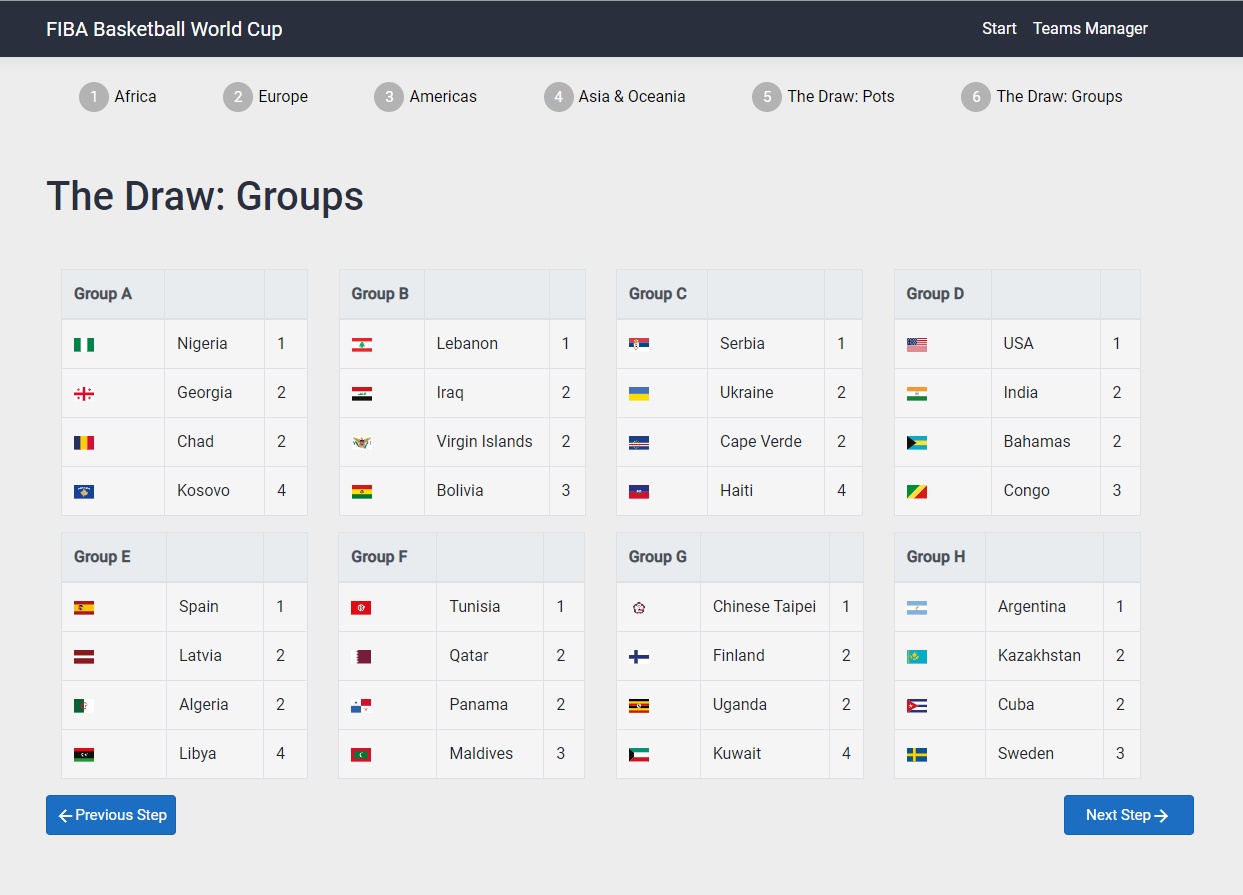 FIBA Basketball World Cup Start Teams Manager
1 Africa 2 Europe 3 Americas 4 Asia & Oceania 5 The Draw: Pots 6 The Draw: Groups
The Draw: Groups
Group A Group B Group C Group D
Nigeria 1 Lebanon 1 Serbia 1 USA 1
Georgia 2 Iraq 2 Ukraine 2 India 2
Chad 2 Virgin Islands 2 Cape Verde 2 Bahamas 2
Kosovo 4 Bolivia 3 Haiti 4 Congo 3
Group E Group F Group G Group H
Spain 1 Tunisia 1 Chinese Taipei 1 Argentina 1
Latvia 2 Qatar 2 Finland 2 Kazakhstan 2
Algeria 2 Panama 2 Uganda 2 Cuba 2
Libya 4 Maldives 3 Kuwait 4 Sweden 3
Previous Step Next Step